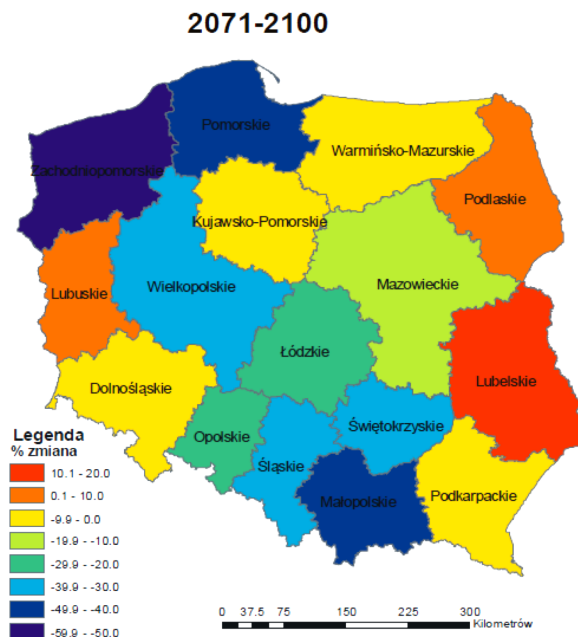 2071-2100
Pomorskie
Zachodniopomorskie
Warmińsko-Mazurskie
Podlaskie
Kujawsko-Pomorskie
Lubuskie
Wielkopolskie
Mazowieckie
Łódzkie
Lubelskie
Dolnośląskie
Opolskie
Śląskie
Świętokrzyskie
Małopolskie
Podkarpackie
Legenda
% zmiana
10.1 - 20.0
0.1 - 10.0
-9.9 - 0.0
-19.9 - -10.0
-29.9 - -20.0
-39.9 - -30.0
-49.9 - -40.0
-59.9 - -50.0
0 37.5 75 150 225 300
Kilometrów